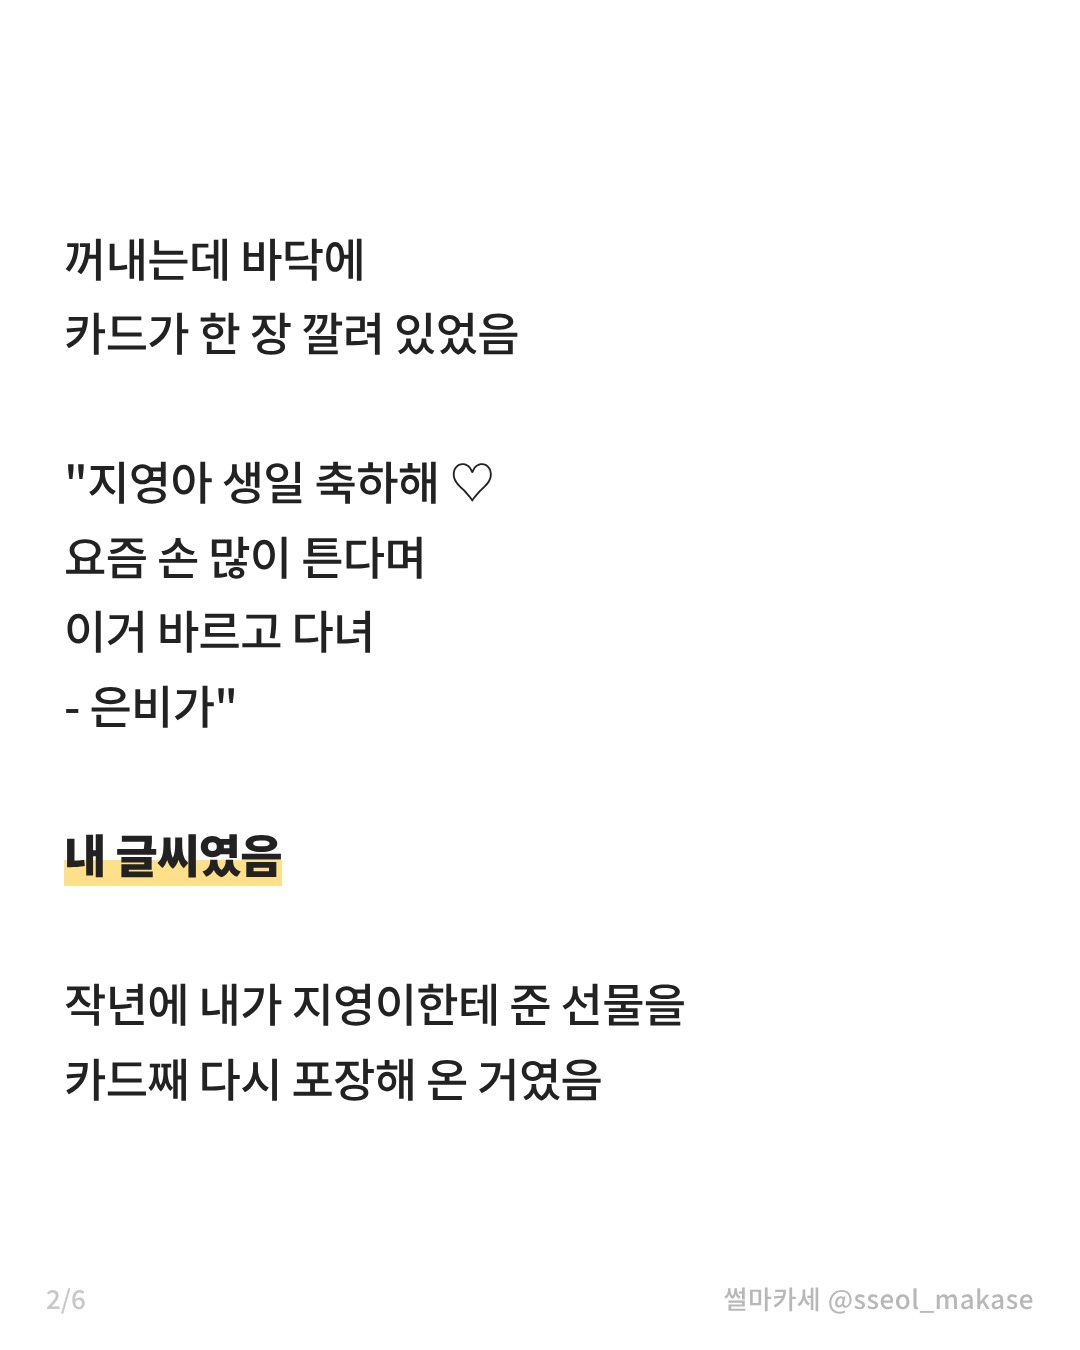 꺼내는데 바닥에
카드가 한 장 깔려 있었음
"지영아 생일 축하해 ♡
요즘 손 많이 튼다며
이거 바르고 다녀
- 은비가"
내 글씨였음
작년에 내가 지영이한테 준 선물을
카드째 다시 포장해 온 거였음
2/6
썰마카세 @sseol_makase